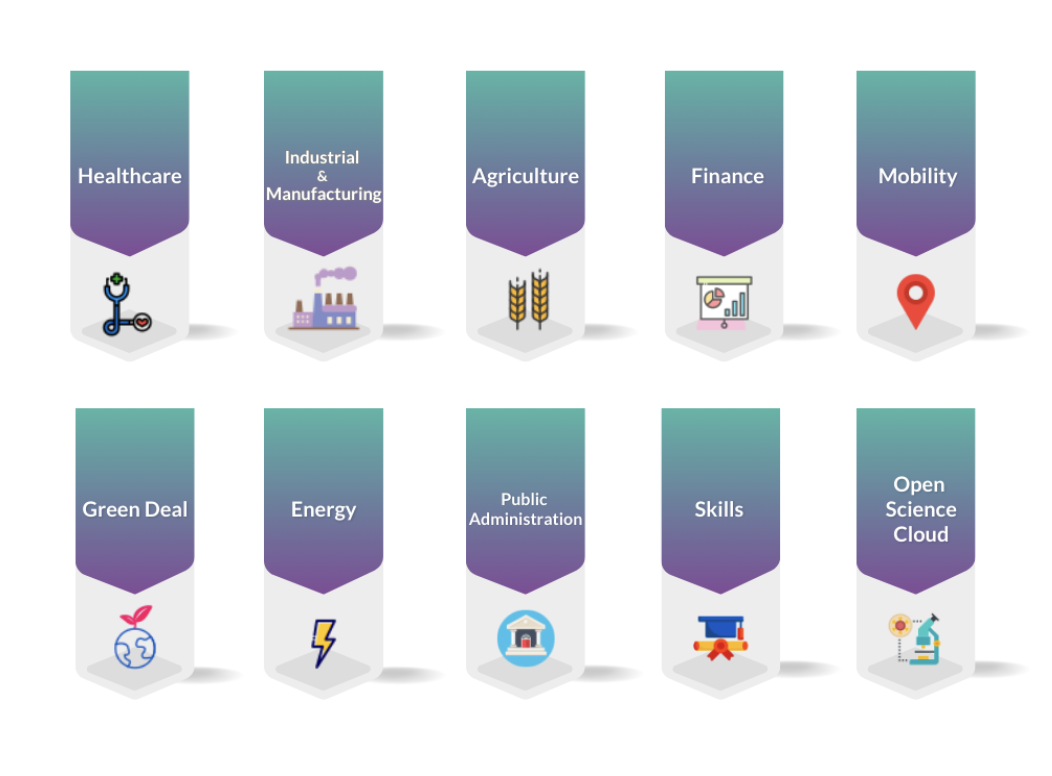 Healthcare
Industrial
&
Manufacturing
Agriculture
Finance
Mobility
Green Deal
Energy
Public
Administration
Skills
Open
Science
Cloud